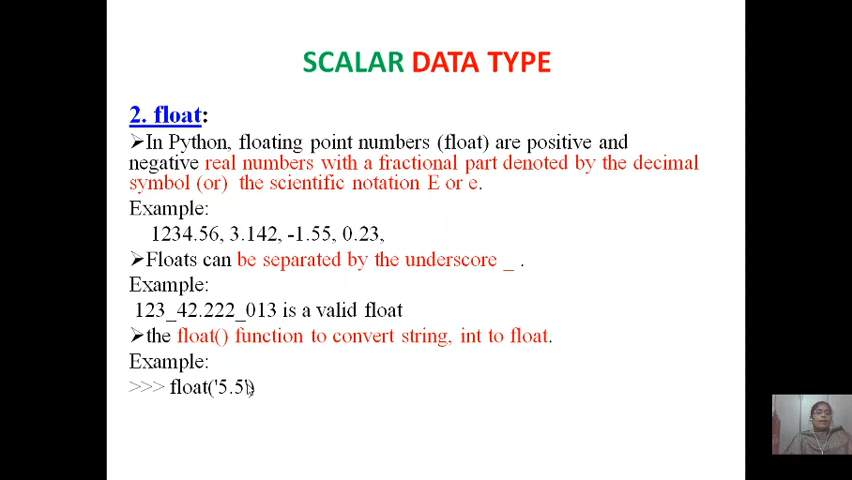 SCALAR DATA TYPE
2. float:
➢In Python, floating point numbers (float) are positive and
negative real numbers with a fractional part denoted by the decimal
symbol (or) the scientific notation E or e.
Example:
1234.56, 3.142, -1.55, 0.23,
➢Floats can be separated by the underscore _ .
Example:
123_42.222_013 is a valid float
➢the float() function to convert string, int to float.
Example:
>>> float('5.5')